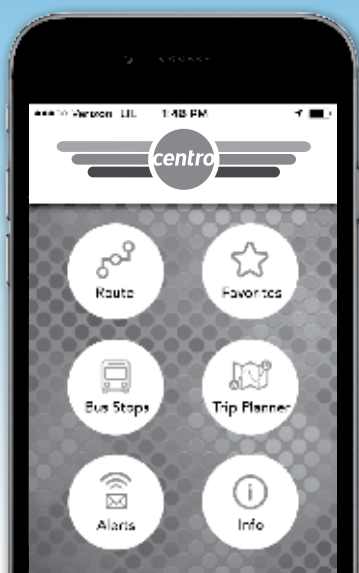 Verizon LTE 1:48 PM
centro
Route Favorites
Bus Stops Trip Planner
Alerts Info